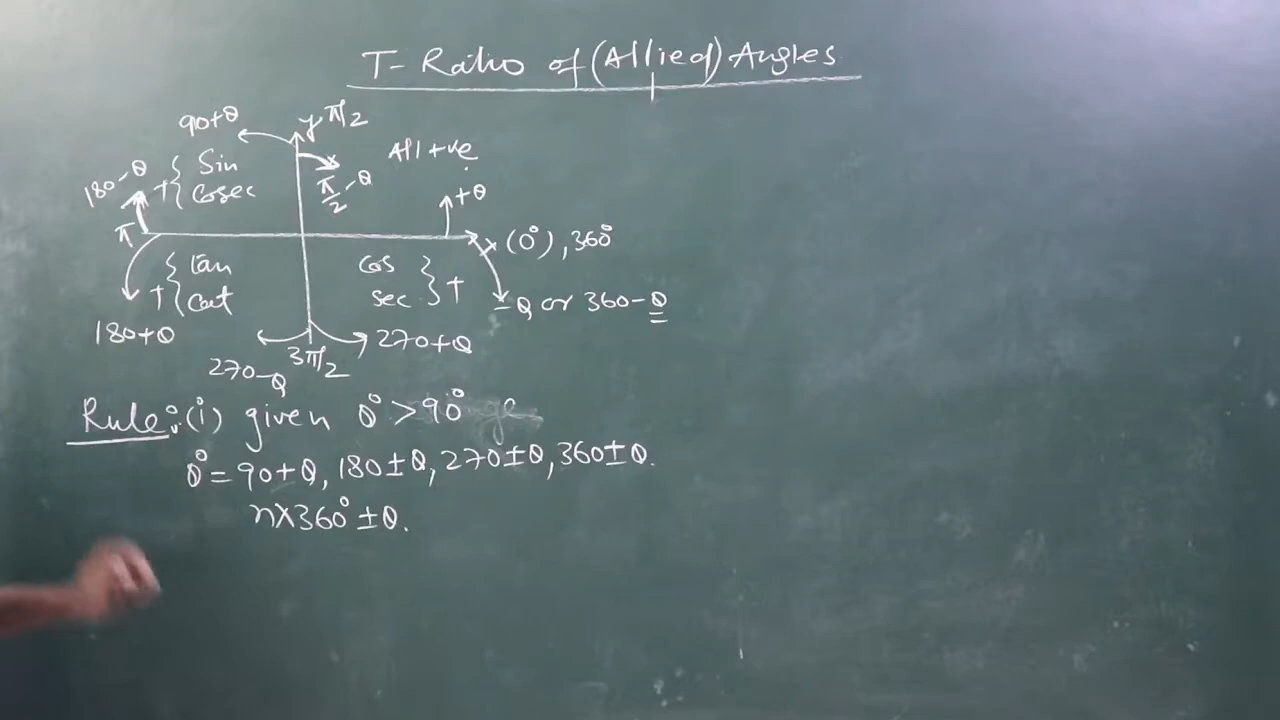 T- Ratio of (Allied) Angles
90+θ
y π/2
All +ve
180-θ
+{ Sin
Cosec
π/2 -θ
+θ
π
x (0°), 360°
+{ tan
Cot
Cos
sec } +
-θ or 360-θ
180+θ
270-θ
3π/2
270+θ
Rule: (i) given θ° > 90°
θ° = 90+θ, 180±θ, 270±θ, 360±θ.
n×360° ±θ.